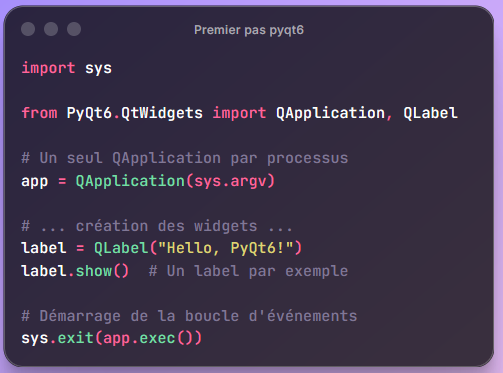 Premier pas pyqt6
import sys
from PyQt6.QtWidgets import QApplication, QLabel
# Un seul QApplication par processus
app = QApplication(sys.argv)
# ... création des widgets ...
label = QLabel("Hello, PyQt6!")
label.show()  # Un label par exemple
# Démarrage de la boucle d'événements
sys.exit(app.exec())